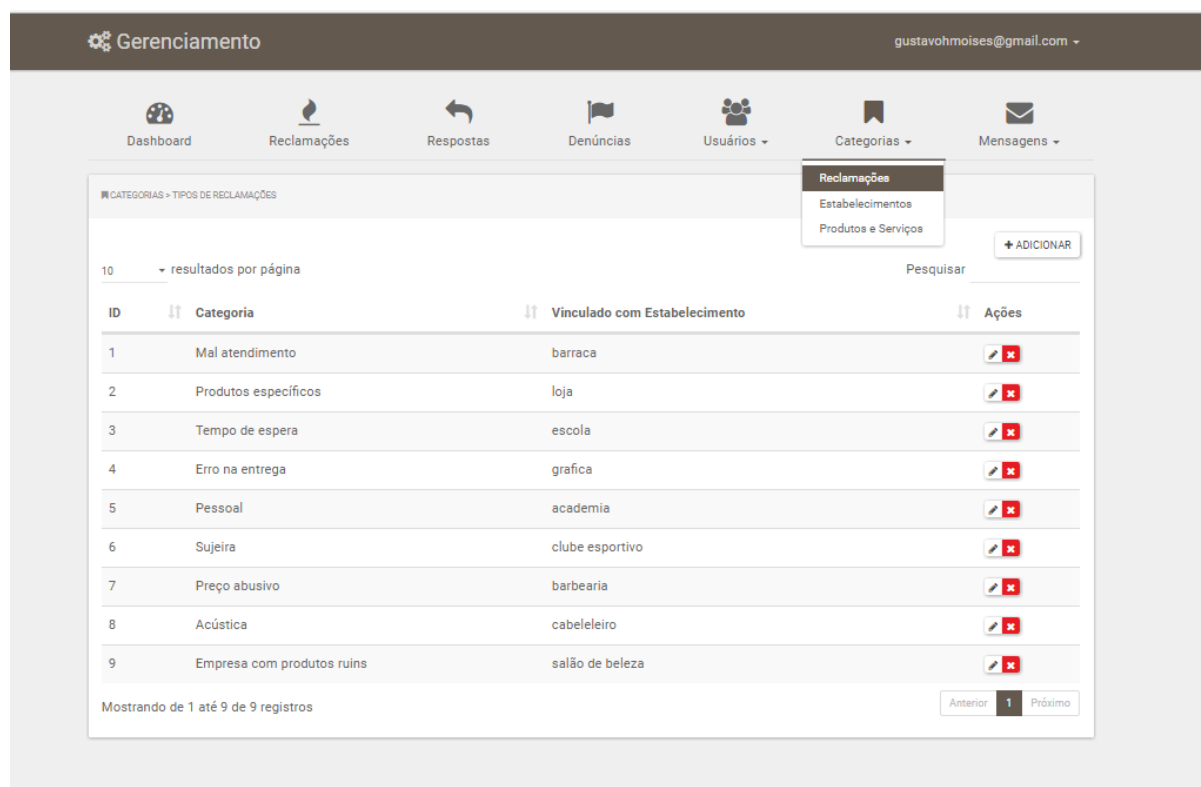 Gerenciamento gustavohmoises@gmail.com
Dashboard Reclamações Respostas Denúncias Usuários Categorias Mensagens
Reclamações
Estabelecimentos
Produtos e Serviços
CATEGORIAS > TIPOS DE RECLAMAÇÕES
+ ADICIONAR
10 resultados por página Pesquisar
ID Categoria Vinculado com Estabelecimento Ações
1 Mal atendimento barraca
2 Produtos específicos loja
3 Tempo de espera escola
4 Erro na entrega grafica
5 Pessoal academia
6 Sujeira clube esportivo
7 Preço abusivo barbearia
8 Acústica cabeleleiro
9 Empresa com produtos ruins salão de beleza
Mostrando de 1 até 9 de 9 registros Anterior 1 Próximo